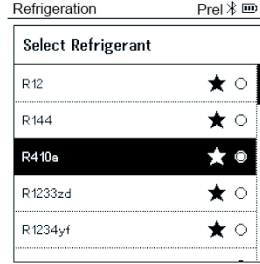 Refrigeration Prel
Select Refrigerant
R12
R144
R410a
R1233zd
R1234yf